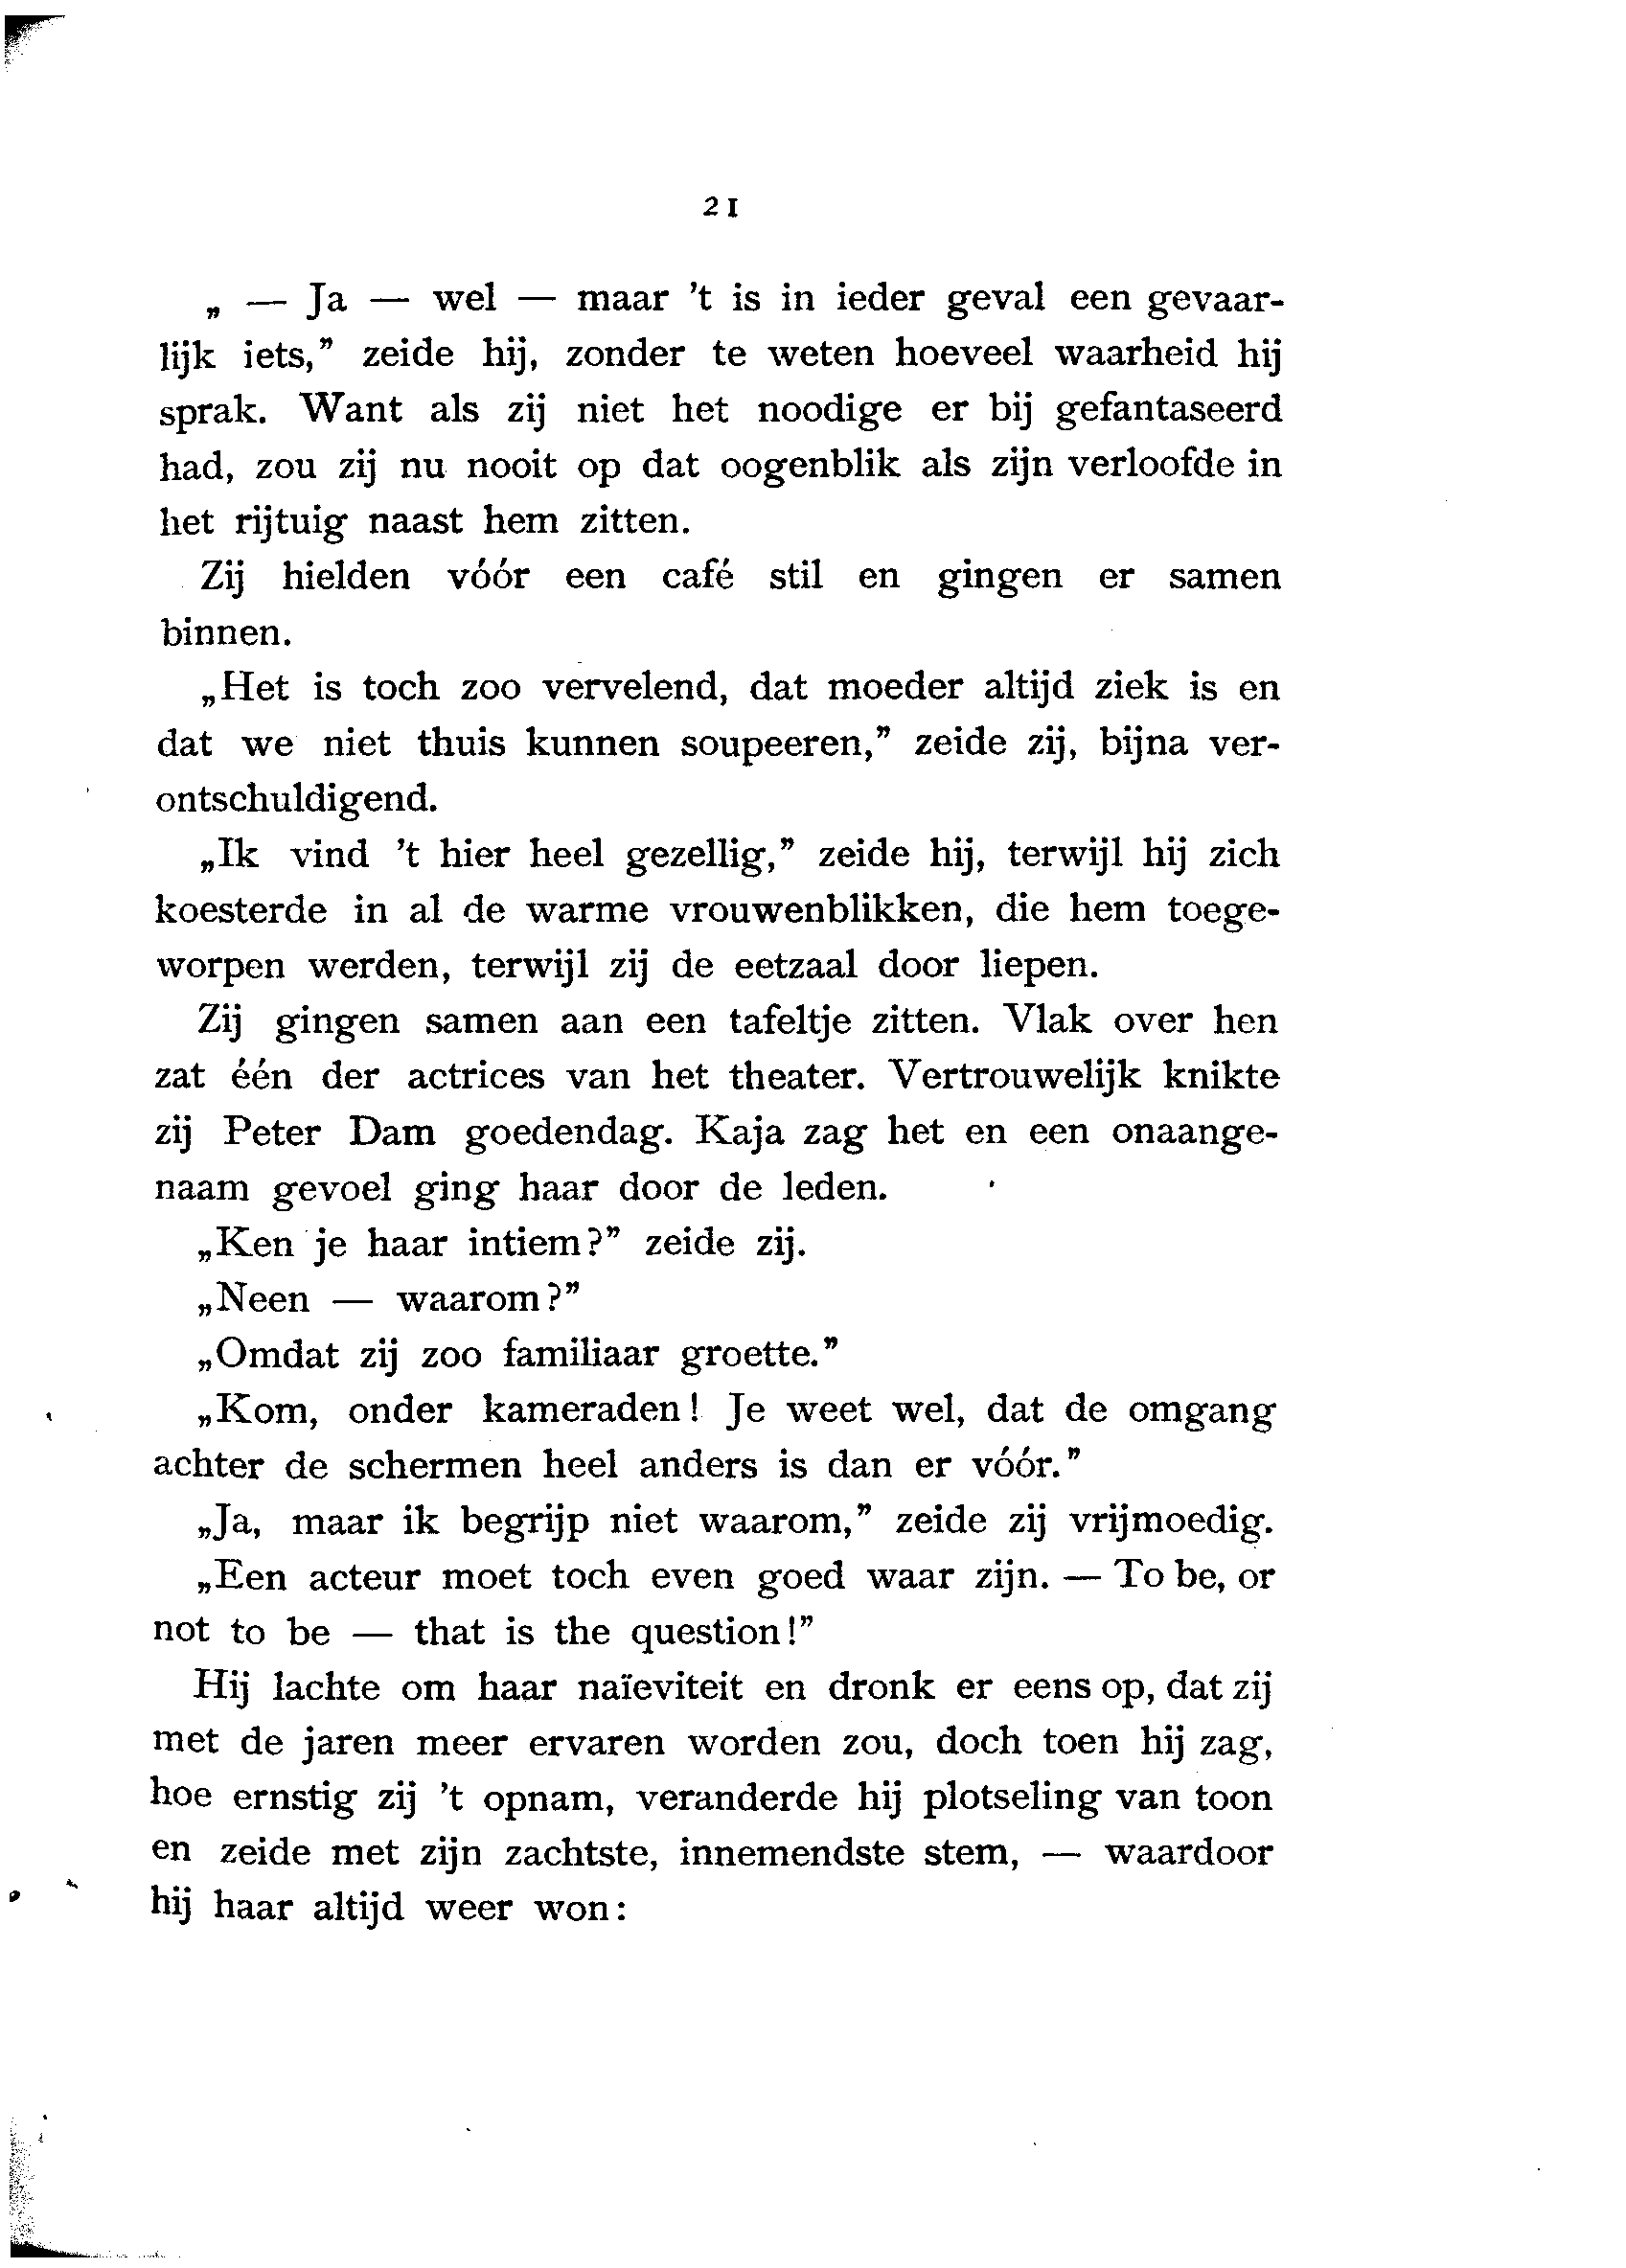 21
„ — Ja — wel — maar ’t is in ieder geval een gevaar-
lijk iets,” zeide hij, zonder te weten hoeveel waarheid hij
sprak. Want als zij niet het noodige er bij gefantaseerd
had, zou zij nu nooit op dat oogenblik als zijn verloofde in
het rijtuig naast hem zitten.
Zij hielden vóór een café stil en gingen er samen
binnen.
„Het is toch zoo vervelend, dat moeder altijd ziek is en
dat we niet thuis kunnen soupeeren,” zeide zij, bijna ver-
ontschuldigend.
„Ik vind ’t hier heel gezellig,” zeide hij, terwijl hij zich
koesterde in al de warme vrouwenblikken, die hem toege-
worpen werden, terwijl zij de eetzaal door liepen.
Zij gingen samen aan een tafeltje zitten. Vlak over hen
zat één der actrices van het theater. Vertrouwelijk knikte
zij Peter Dam goedendag. Kaja zag het en een onaange-
naam gevoel ging haar door de leden.
„Ken je haar intiem?” zeide zij.
„Neen — waarom?”
„Omdat zij zoo familiaar groette.”
„Kom, onder kameraden! Je weet wel, dat de omgang
achter de schermen heel anders is dan er vóór.”
„Ja, maar ik begrijp niet waarom,” zeide zij vrijmoedig.
„Een acteur moet toch even goed waar zijn. — To be, or
not to be — that is the question!”
Hij lachte om haar naïeviteit en dronk er eens op, dat zij
met de jaren meer ervaren worden zou, doch toen hij zag,
hoe ernstig zij ’t opnam, veranderde hij plotseling van toon
en zeide met zijn zachtste, innemendste stem, — waardoor
hij haar altijd weer won: